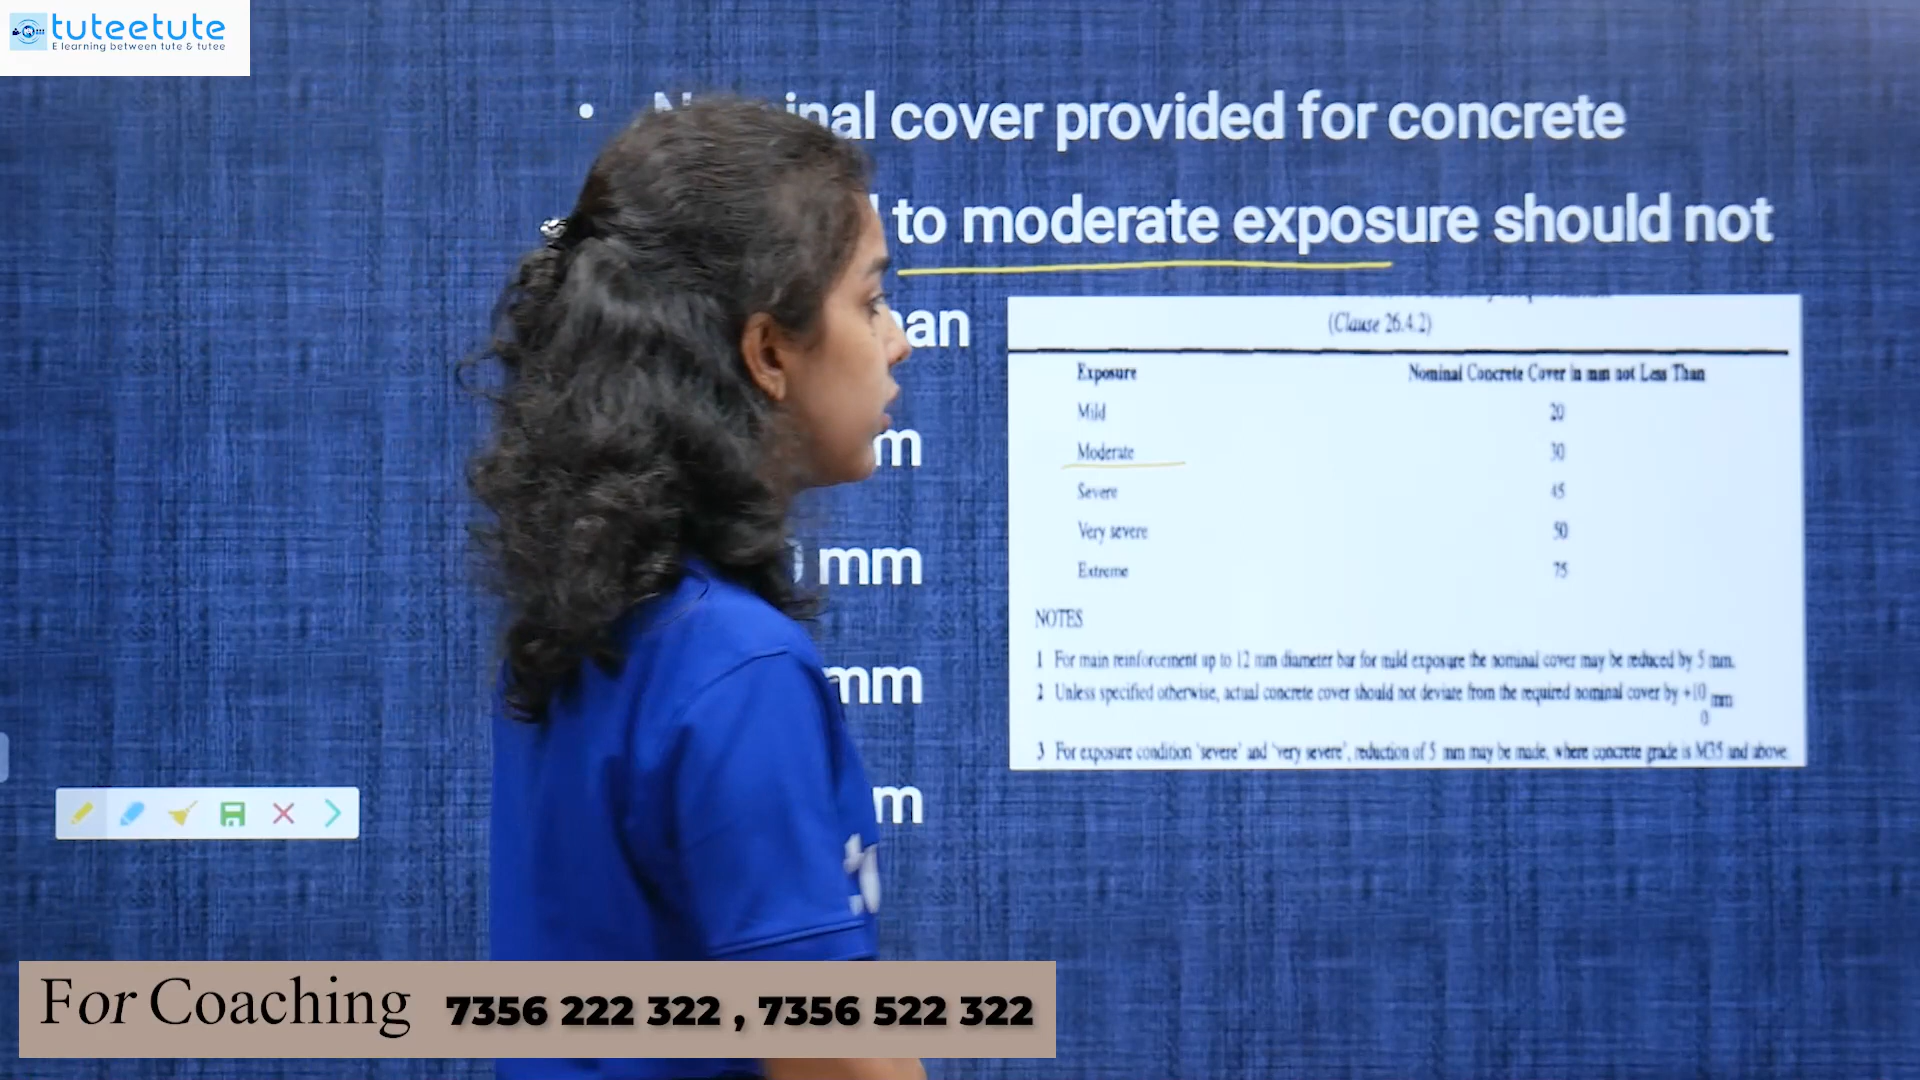 tuteetute
E learning between tute & tutee
• cover provided for concrete
to moderate exposure should not
(Clause 26.4.2)
Exposure Nominal Concrete Cover in mm not Less Than
Mild 20
Moderate 30
Severe 45
Very severe 50
Extreme 75
mm
mm
NOTES
1 For main reinforcement up to 12 mm diameter bar for mild exposure the nominal cover may be reduced by 5 mm.
2 Unless specified otherwise, actual concrete cover should not deviate from the required nominal cover by +10 mm
0
3 For exposure condition 'severe' and 'very severe', reduction of 5 mm may be made, where concrete grade is M35 and above
For Coaching 7356 222 322 , 7356 522 322